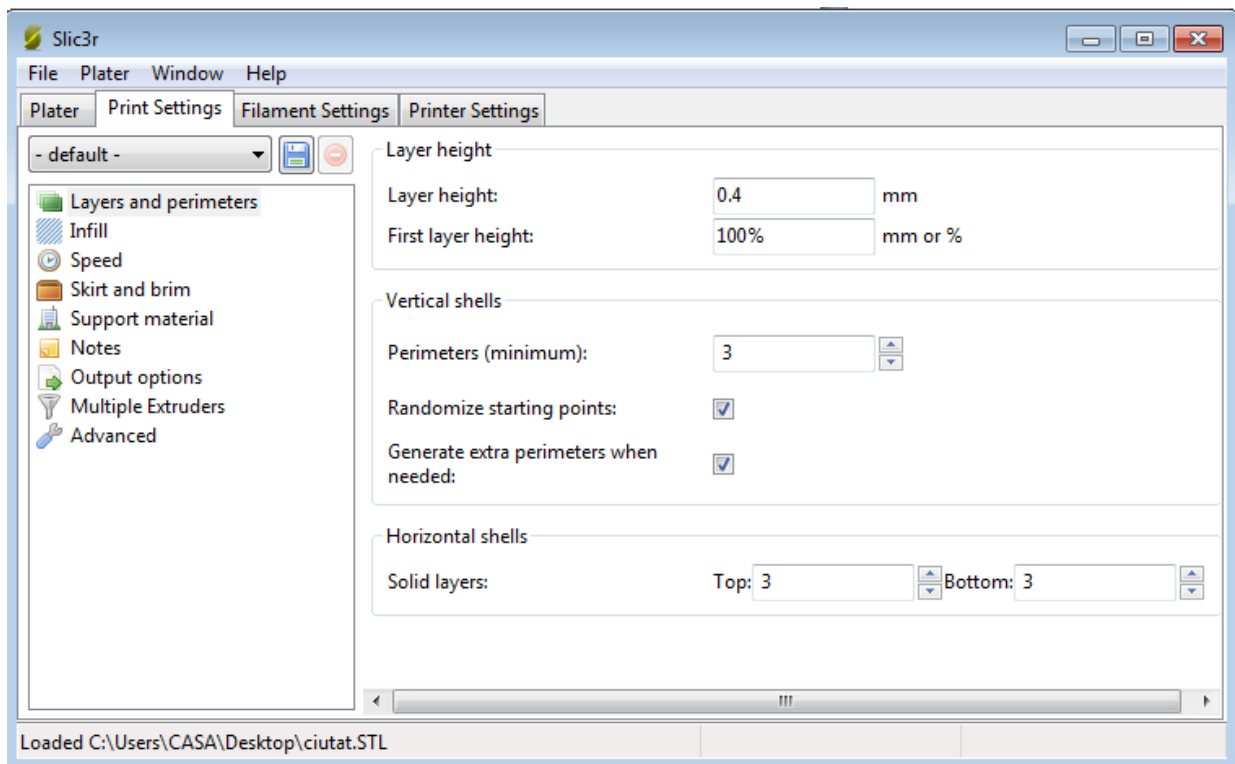 Slic3r
File Plater Window Help
Plater Print Settings Filament Settings Printer Settings
- default -
Layers and perimeters
Infill
Speed
Skirt and brim
Support material
Notes
Output options
Multiple Extruders
Advanced
Layer height
Layer height: 0.4 mm
First layer height: 100% mm or %
Vertical shells
Perimeters (minimum): 3
Randomize starting points:
Generate extra perimeters when
needed:
Horizontal shells
Solid layers: Top: 3 Bottom: 3
Loaded C:\Users\CASA\Desktop\ciutat.STL